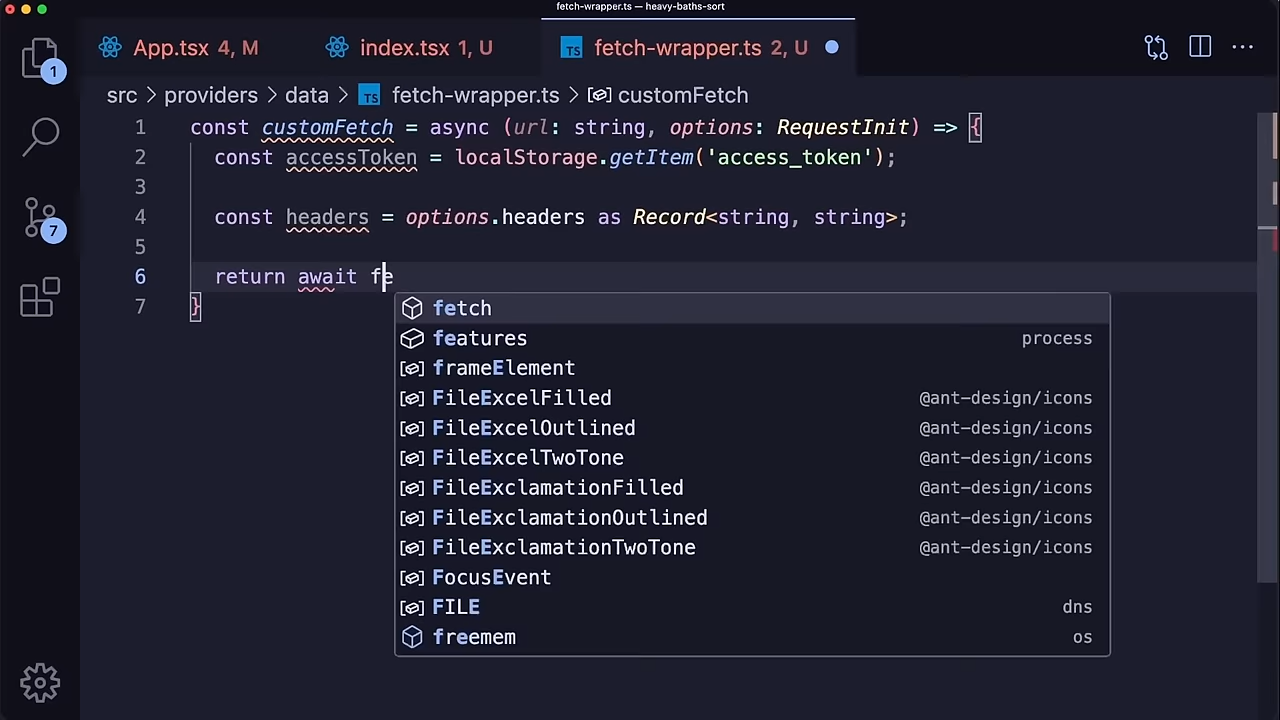 fetch-wrapper.ts — heavy-baths-sort
App.tsx 4, M
index.tsx 1, U
TS fetch-wrapper.ts 2, U
src > providers > data > TS fetch-wrapper.ts > customFetch
1 const customFetch = async (url: string, options: RequestInit) => {
2 const accessToken = localStorage.getItem('access_token');
3
4 const headers = options.headers as Record<string, string>;
5
6 return await fe
7 }
fetch
features process
frameElement
FileExcelFilled @ant-design/icons
FileExcelOutlined @ant-design/icons
FileExcelTwoTone @ant-design/icons
FileExclamationFilled @ant-design/icons
FileExclamationOutlined @ant-design/icons
FileExclamationTwoTone @ant-design/icons
FocusEvent
FILE dns
freemem os
1
7